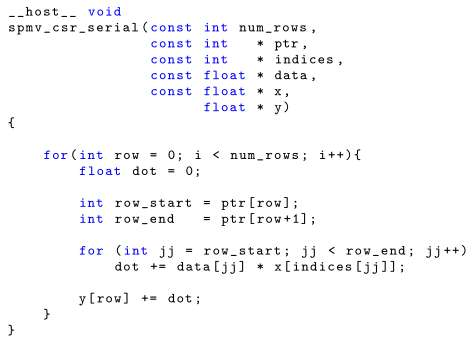 __host__ void
spmv_csr_serial(const int num_rows,
                const int   * ptr,
                const int   * indices,
                const float * data,
                const float * x,
                      float * y)
{
    for(int row = 0; i < num_rows; i++){
        float dot = 0;
        int row_start = ptr[row];
        int row_end   = ptr[row+1];
        for (int jj = row_start; jj < row_end; jj++)
            dot += data[jj] * x[indices[jj]];
        y[row] += dot;
    }
}